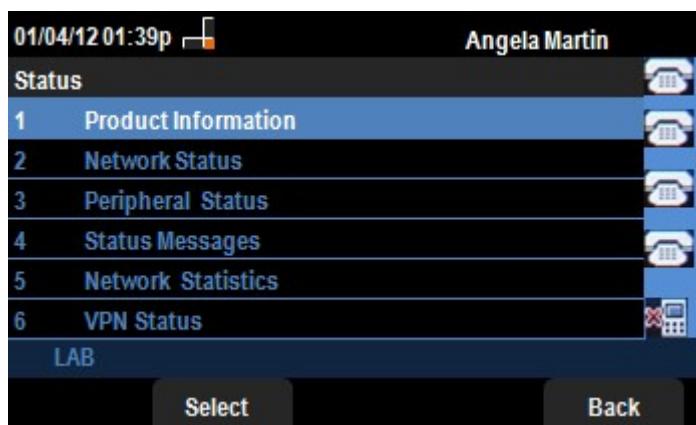 01/04/12 01:39p Angela Martin
Status
1 Product Information
2 Network Status
3 Peripheral Status
4 Status Messages
5 Network Statistics
6 VPN Status
LAB
Select Back